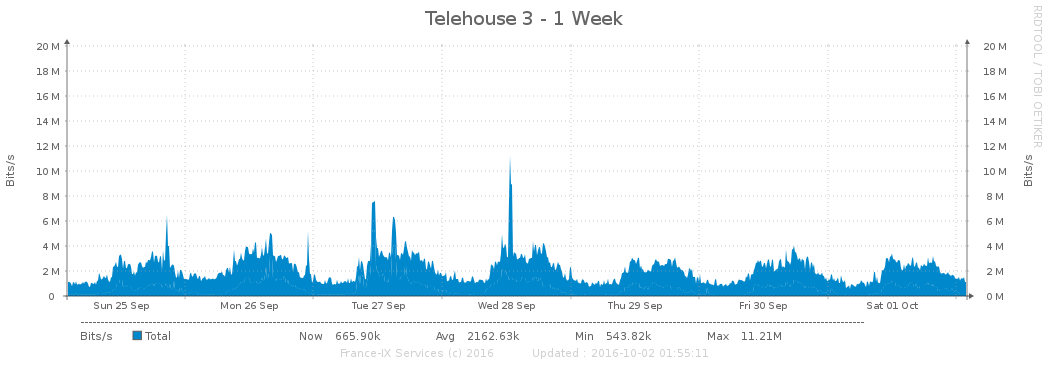 Telehouse 3 - 1 Week
RRDTOOL / TOBI OETIKER
Bits/s
Bits/s
20 M 20 M
18 M 18 M
16 M 16 M
14 M 14 M
12 M 12 M
10 M 10 M
8 M 8 M
6 M 6 M
4 M 4 M
2 M 2 M
0 0 M
Sun 25 Sep Mon 26 Sep Tue 27 Sep Wed 28 Sep Thu 29 Sep Fri 30 Sep Sat 01 Oct
Bits/s Total Now 665.90k Avg 2162.63k Min 543.82k Max 11.21M
France-IX Services (c) 2016 Updated : 2016-10-02 01:55:11